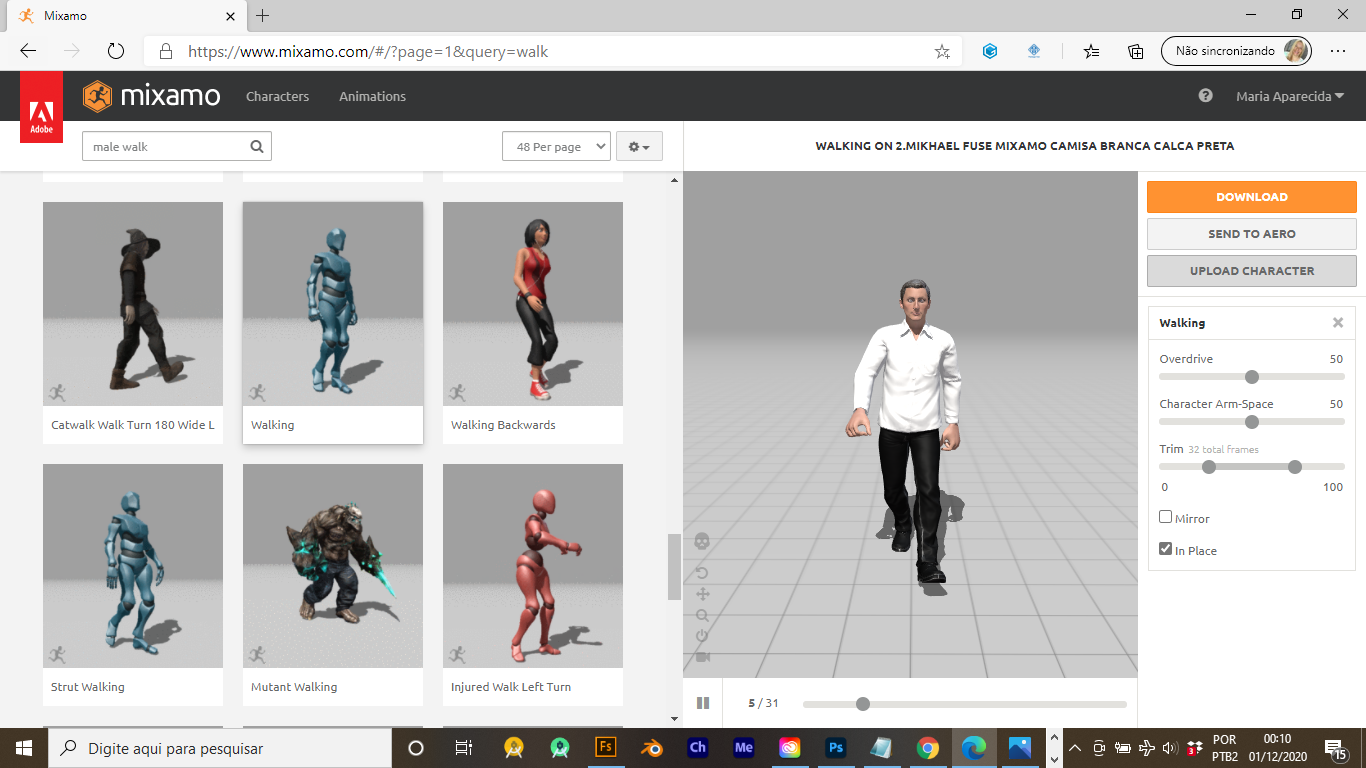 Mixamo
https://www.mixamo.com/#/?page=1&query=walk
Não sincronizando
Adobe
mixamo
Characters
Animations
Maria Aparecida
male walk
48 Per page
WALKING ON 2.MIKHAEL FUSE MIXAMO CAMISA BRANCA CALCA PRETA
Catwalk Walk Turn 180 Wide L
Walking
Walking Backwards
Strut Walking
Mutant Walking
Injured Walk Left Turn
5 / 31
DOWNLOAD
SEND TO AERO
UPLOAD CHARACTER
Walking
Overdrive 50
Character Arm-Space 50
Trim 32 total frames
0 100
Mirror
In Place
Digite aqui para pesquisar
Fs
Ch
Me
Ps
POR
PTB2
00:10
01/12/2020
15